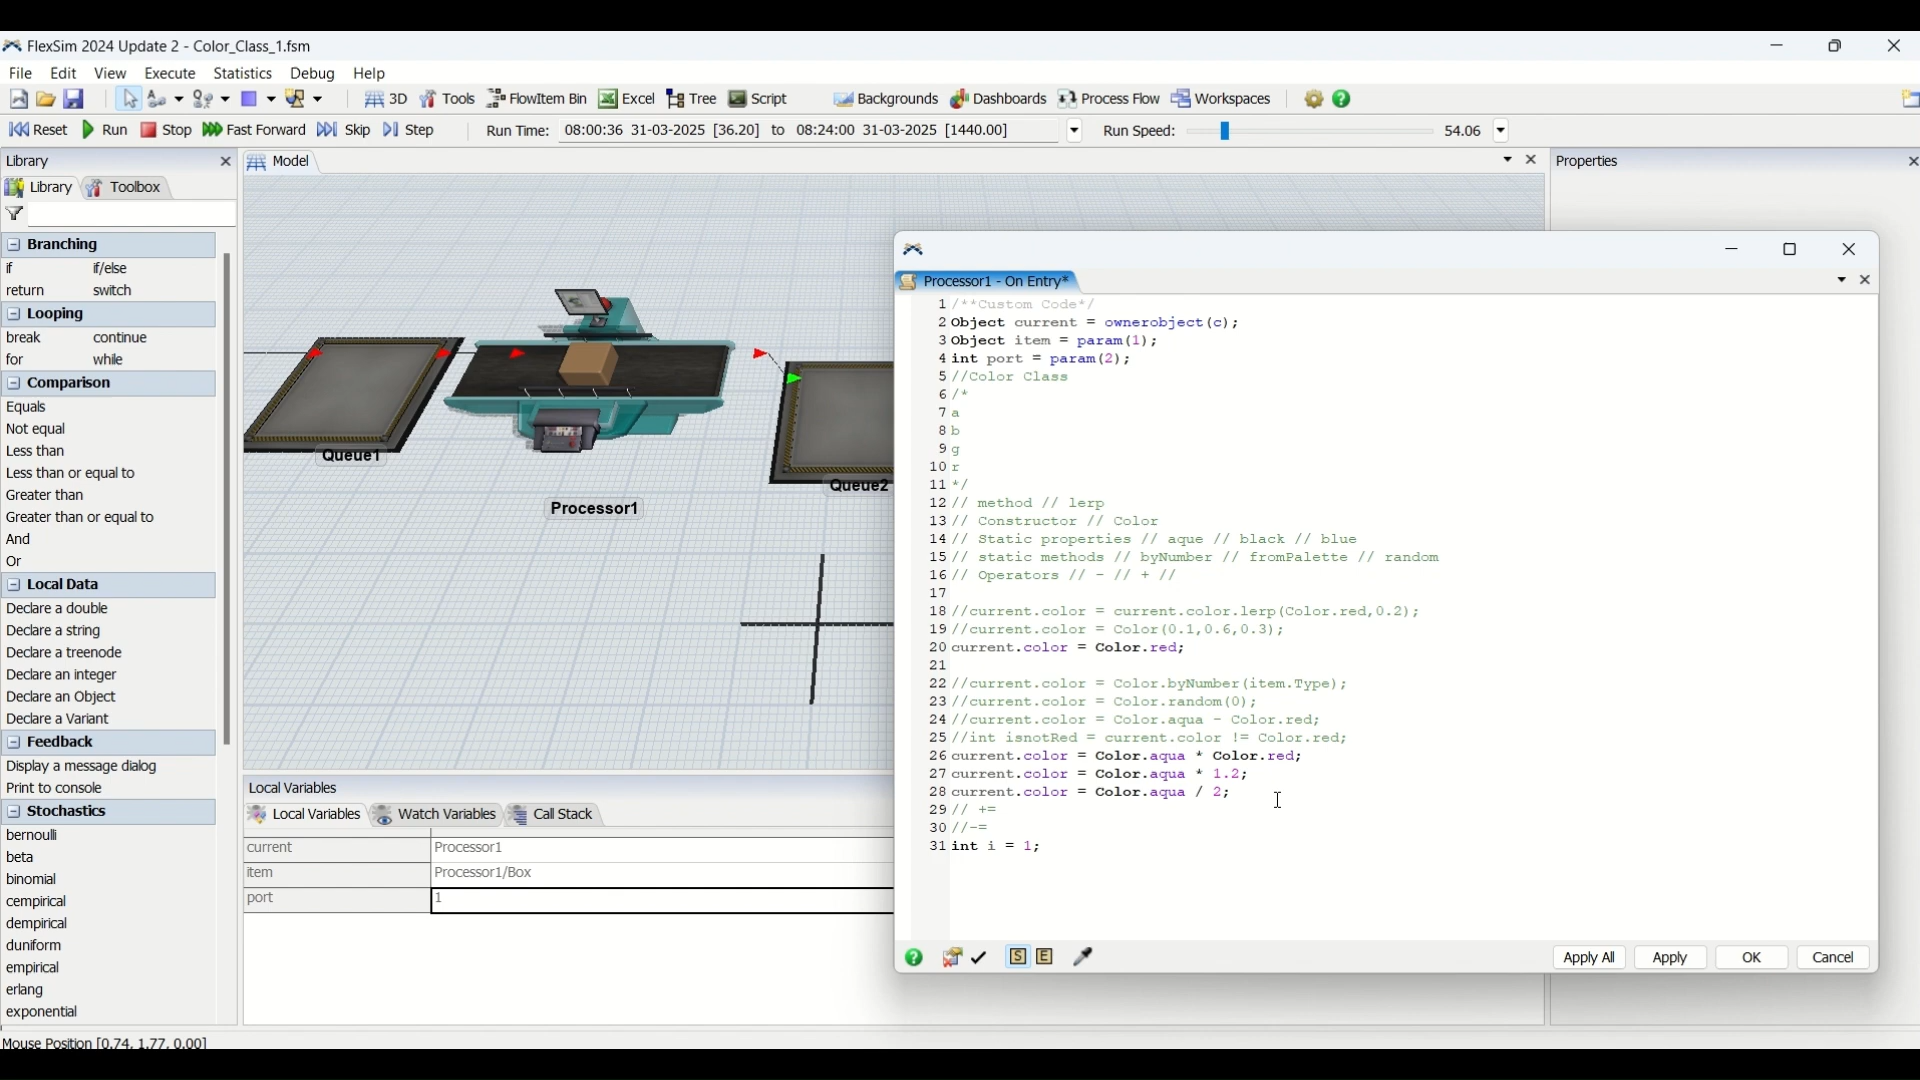 FlexSim 2024 Update 2 - Color_Class_1.fsm
File Edit View Execute Statistics Debug Help
3D Tools FlowItem Bin Excel Tree Script Backgrounds Dashboards Process Flow Workspaces
Reset Run Stop Fast Forward Skip Step Run Time: 08:00:36 31-03-2025 [36.20] to 08:24:00 31-03-2025 [1440.00] Run Speed: 54.06
Library
Library Toolbox
Branching
if if/else
return switch
Looping
break continue
for while
Comparison
Equals
Not equal
Less than
Less than or equal to
Greater than
Greater than or equal to
And
Or
Local Data
Declare a double
Declare a string
Declare a treenode
Declare an integer
Declare an Object
Declare a Variant
Feedback
Display a message dialog
Print to console
Stochastics
bernoulli
beta
binomial
cempirical
dempirical
duniform
empirical
erlang
exponential
Mouse Position [0.74, 1.77, 0.00]
Model
Queue1
Processor1
Queue2
Local Variables
Local Variables Watch Variables Call Stack
current Processor1
item Processor1/Box
port 1
Properties
Processor1 - On Entry*
1 /**Custom Code*/
2 Object current = ownerobject(c);
3 Object item = param(1);
4 int port = param(2);
5 //Color Class
6 /*
7 a
8 b
9 g
10 r
11 */
12 // method // lerp
13 // Constructor // Color
14 // Static properties // aque // black // blue
15 // static methods // byNumber // fromPalette // random
16 // Operators // - // + //
17
18 //current.color = current.color.lerp(Color.red,0.2);
19 //current.color = Color(0.1,0.6,0.3);
20 current.color = Color.red;
21
22 //current.color = Color.byNumber(item.Type);
23 //current.color = Color.random(0);
24 //current.color = Color.aqua - Color.red;
25 //int isnotRed = current.color != Color.red;
26 current.color = Color.aqua * Color.red;
27 current.color = Color.aqua * 1.2;
28 current.color = Color.aqua / 2;
29 // +=
30 //-=
31 int i = 1;
S E
Apply All Apply OK Cancel